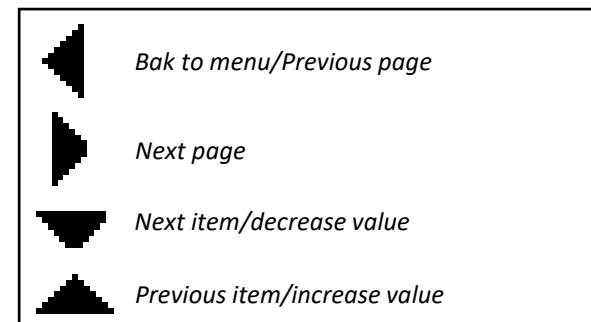 Bak to menu/Previous page
Next page
Next item/decrease value
Previous item/increase value